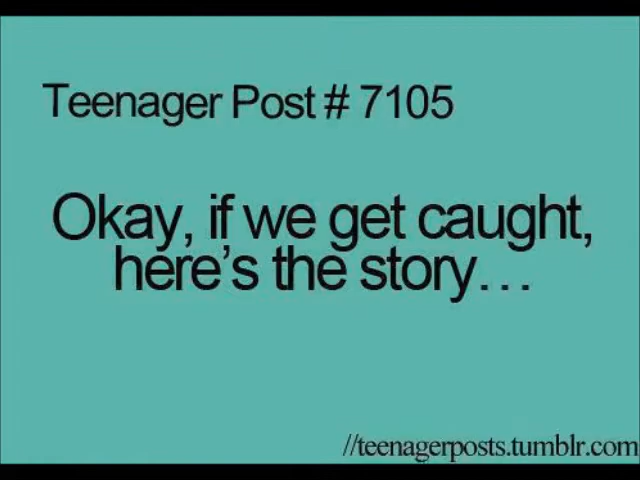 Teenager Post # 7105
Okay, if we get caught,
here's the story…
//teenagerposts.tumblr.com